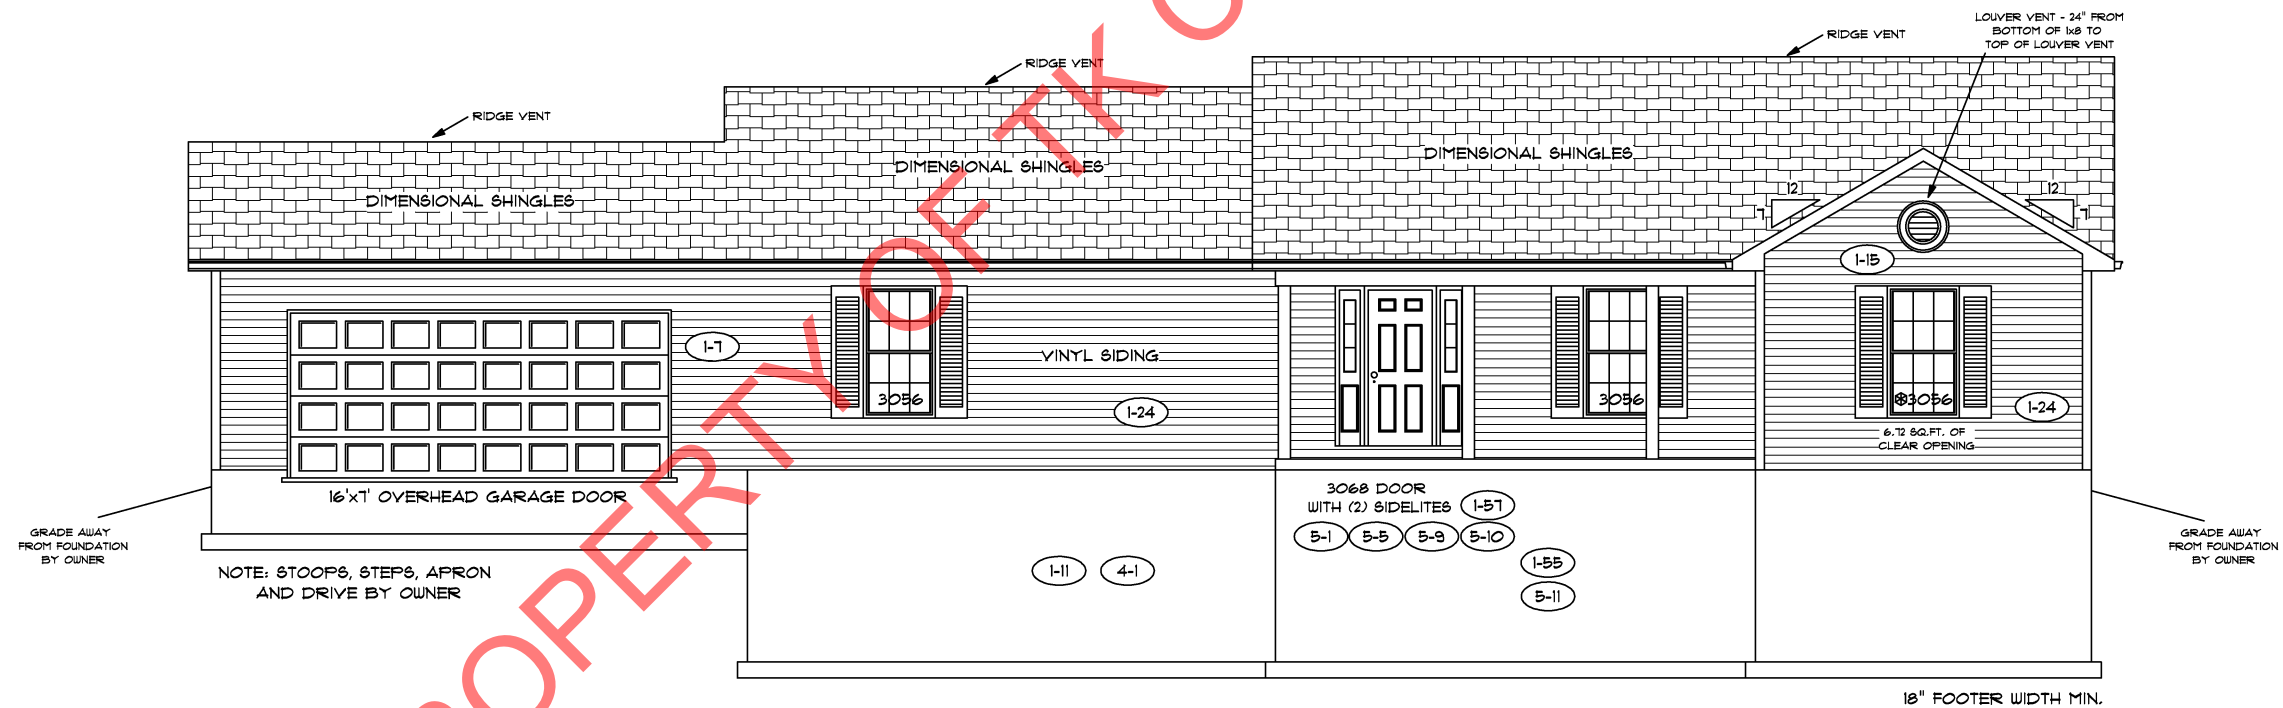 LOUVER VENT - 24" FROM
BOTTOM OF 1x8 TO
TOP OF LOUVER VENT
RIDGE VENT
RIDGE VENT
RIDGE VENT
DIMENSIONAL SHINGLES
DIMENSIONAL SHINGLES
DIMENSIONAL SHINGLES
12
7
12
7
1-15
1-7
VINYL SIDING
3056
1-24
3056
3056
1-24
6.72 SQ.FT. OF
CLEAR OPENING
16'x7' OVERHEAD GARAGE DOOR
3068 DOOR
WITH (2) SIDELITES
1-57
5-1
5-5
5-9
5-10
1-55
5-11
1-11
4-1
GRADE AWAY
FROM FOUNDATION
BY OWNER
GRADE AWAY
FROM FOUNDATION
BY OWNER
NOTE: STOOPS, STEPS, APRON
AND DRIVE BY OWNER
18" FOOTER WIDTH MIN.
OPERTY OF TK